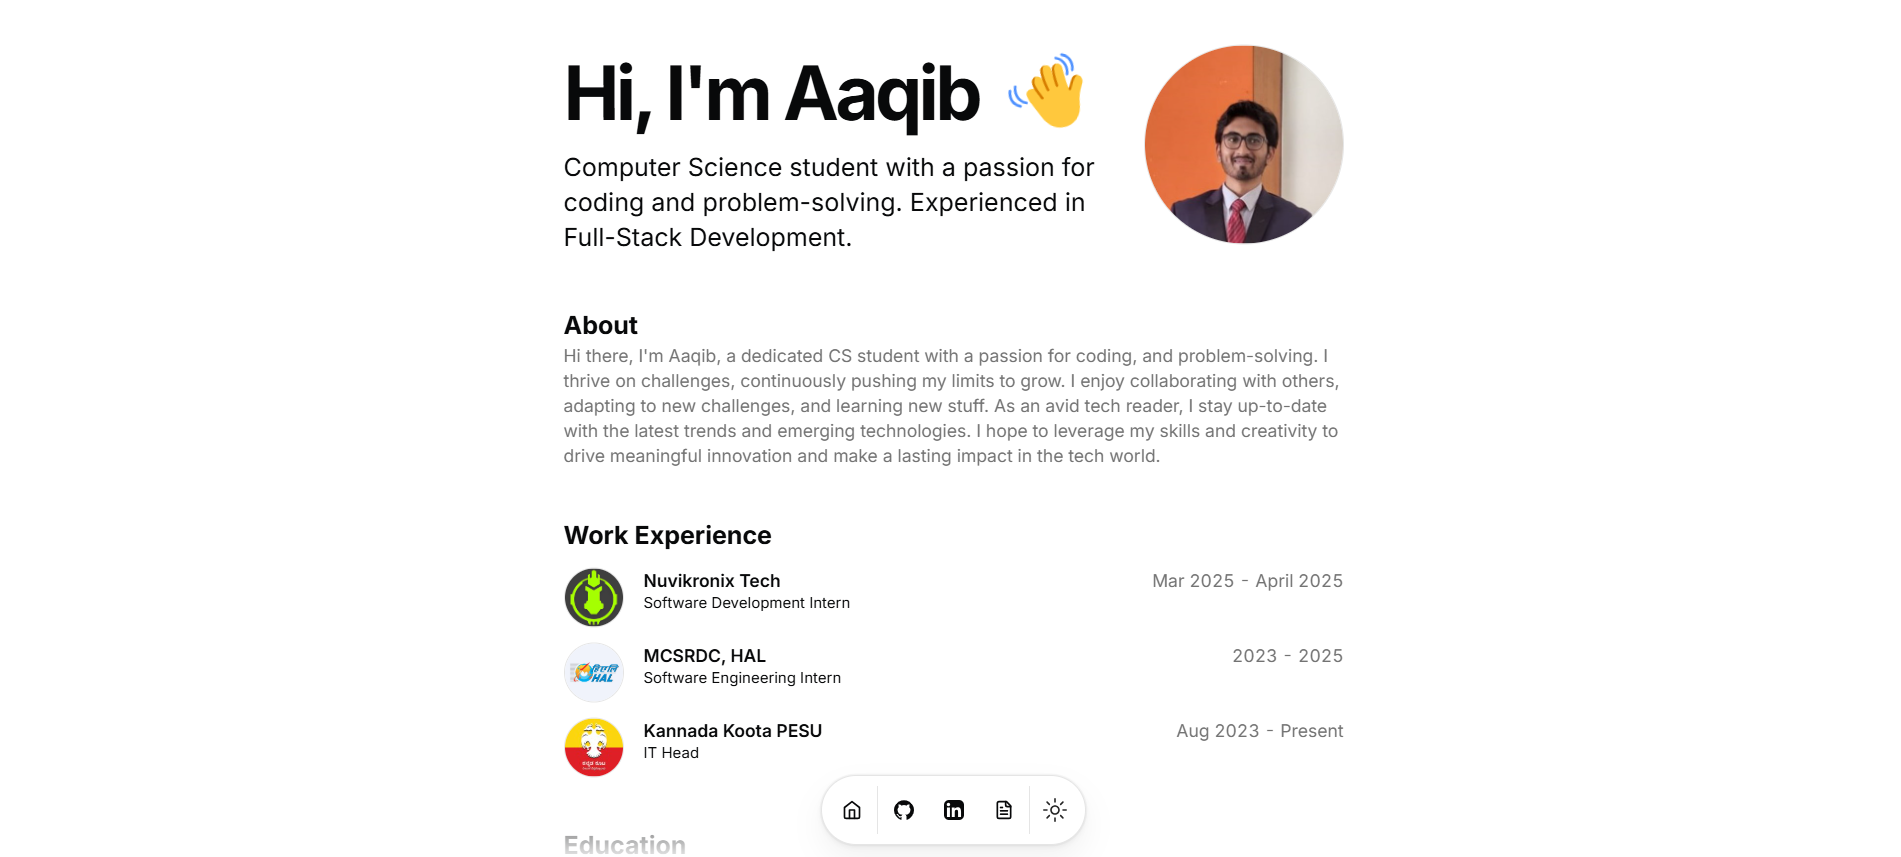 Hi, I'm Aaqib 👋
Computer Science student with a passion for
coding and problem-solving. Experienced in
Full-Stack Development.
About
Hi there, I'm Aaqib, a dedicated CS student with a passion for coding, and problem-solving. I
thrive on challenges, continuously pushing my limits to grow. I enjoy collaborating with others,
adapting to new challenges, and learning new stuff. As an avid tech reader, I stay up-to-date
with the latest trends and emerging technologies. I hope to leverage my skills and creativity to
drive meaningful innovation and make a lasting impact in the tech world.
Work Experience
Nuvikronix Tech
Mar 2025 - April 2025
Software Development Intern
हिएएल
HAL
MCSRDC, HAL
2023 - 2025
Software Engineering Intern
ಕನ್ನಡ ಕೂಟ
Kannada Koota PESU
Aug 2023 - Present
IT Head
in
Education